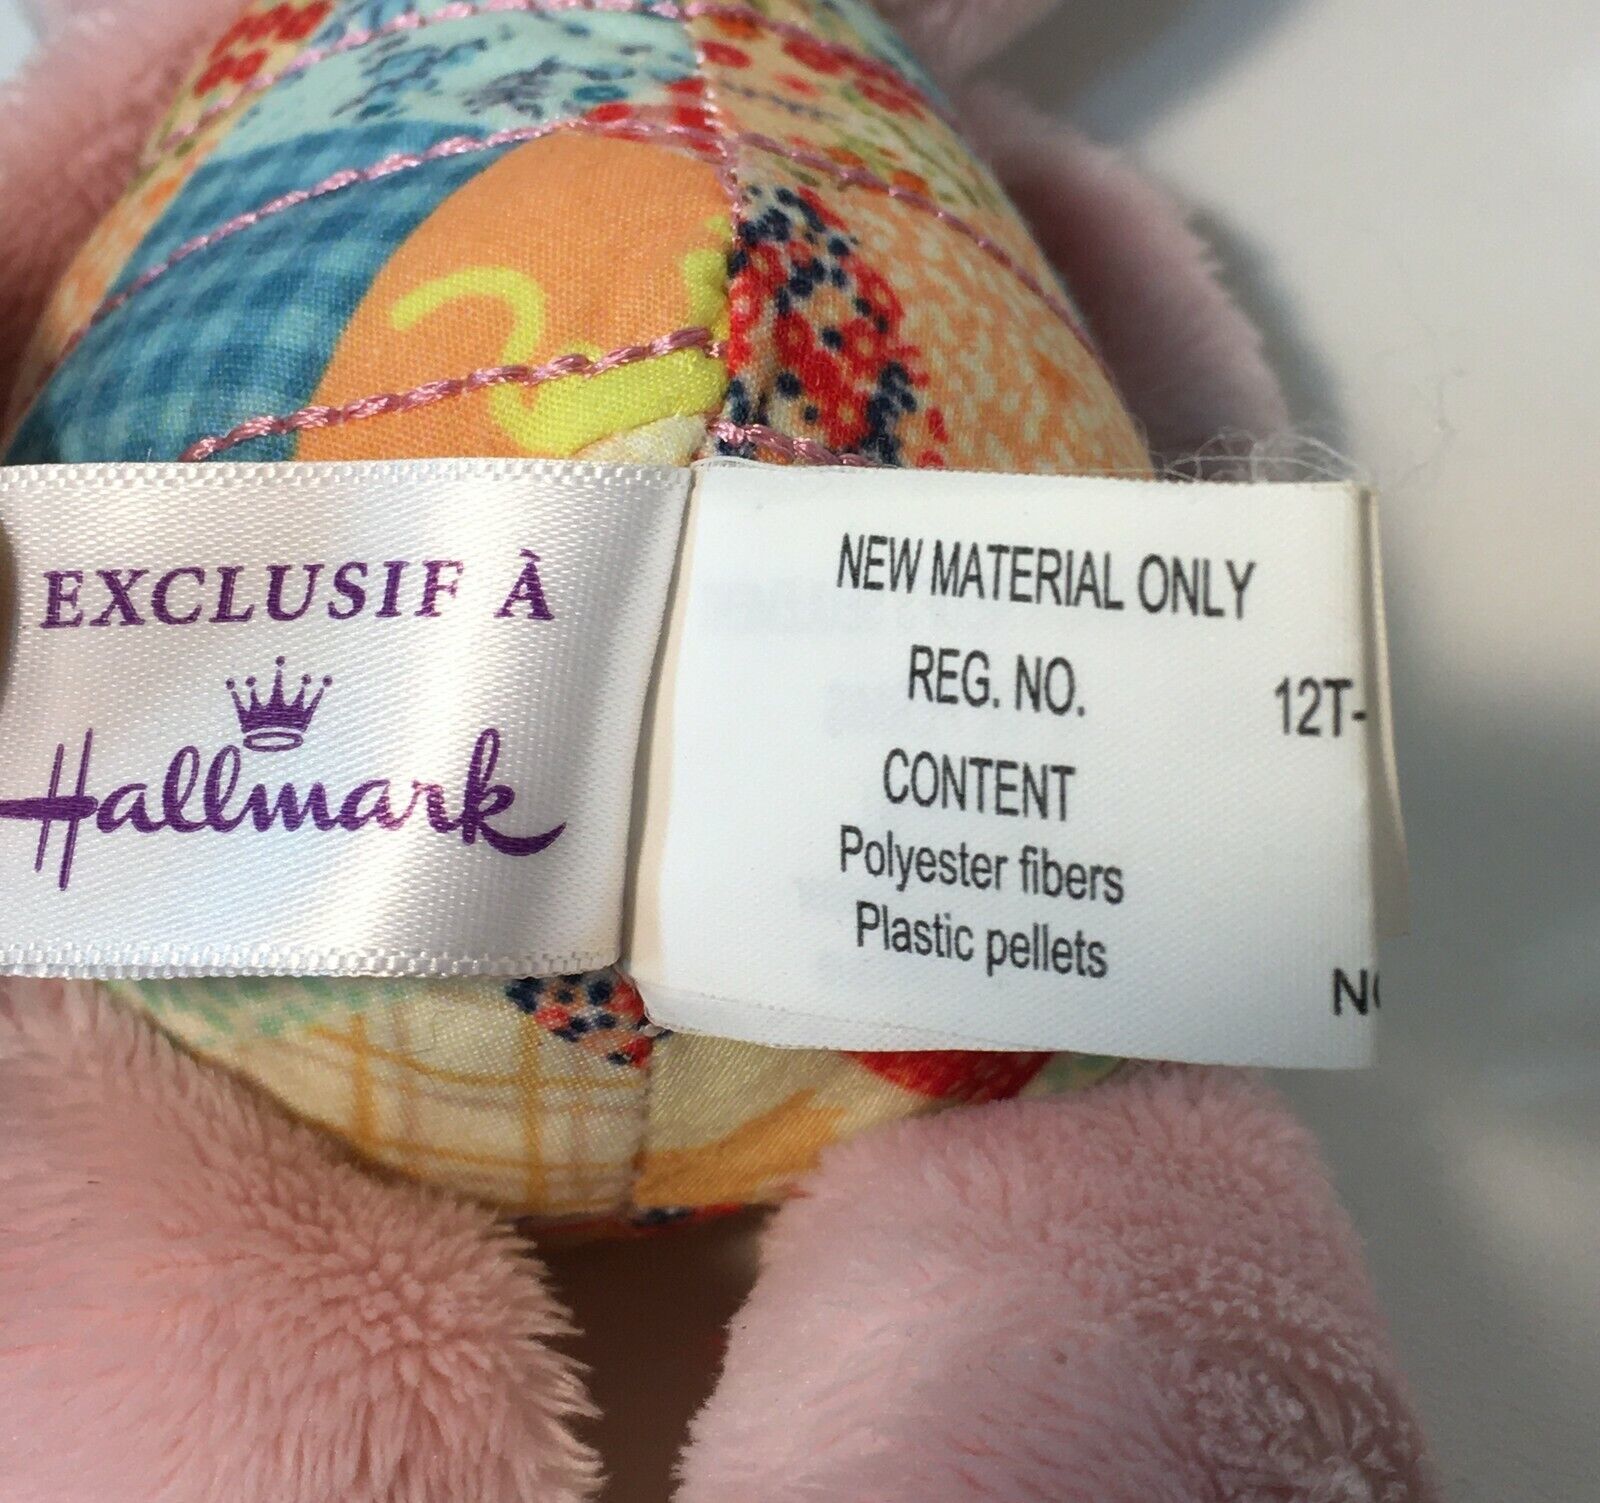 EXCLUSIF À
Hallmark
NEW MATERIAL ONLY
REG. NO.
12T-
CONTENT
Polyester fibers
Plastic pellets